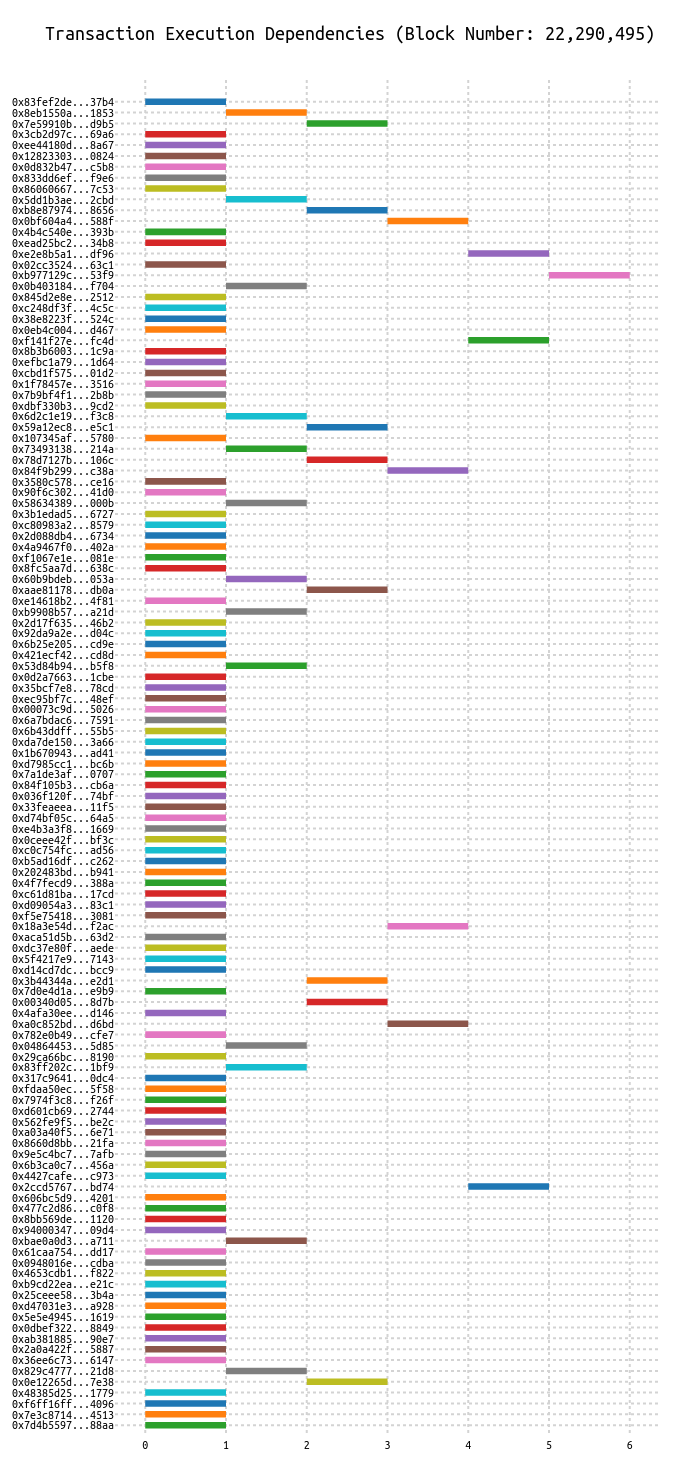 Transaction Execution Dependencies (Block Number: 22,290,495)
0x83fef2de...37b4
0x8eb1550a...1853
0x7e59910b...d9b5
0x3cb2d97c...69a6
0xee44180d...8a67
0x12823303...0824
0x0d832b47...c5b8
0x833dd6ef...f9e6
0x86060667...7c53
0x5dd1b3ae...2cbd
0xb8e87974...8656
0x0bf604a4...588f
0x4b4c540e...393b
0xead25bc2...34b8
0xe2e8b5a1...df96
0x02cc3524...63c1
0xb977129c...53f9
0x0b403184...f704
0x845d2e8e...2512
0xc248df3f...4c5c
0x38e8223f...524c
0x0eb4c004...d467
0xf141f27e...fc4d
0x8b3b6003...1c9a
0xefbc1a79...1d64
0xcbd1f575...01d2
0x1f78457e...3516
0x7b9bf4f1...2b8b
0xdbf330b3...9cd2
0x6d2c1e19...f3c8
0x59a12ec8...e5c1
0x107345af...5780
0x73493138...214a
0x78d7127b...106c
0x84f9b299...c38a
0x3580c578...ce16
0x90f6c302...41d0
0x58634389...000b
0x3b1edad5...6727
0xc80983a2...8579
0x2d088db4...6734
0x4a9467f0...402a
0xf1067e1e...081e
0x8fc5aa7d...638c
0x60b9bdeb...053a
0xaae81178...db0a
0xe14618b2...4f81
0xb9908b57...a21d
0x2d17f635...46b2
0x92da9a2e...d04c
0x6b25e205...cd9e
0x421ecf42...cd8d
0x53d84b94...b5f8
0x0d2a7663...1cbe
0x35bcf7e8...78cd
0xec95bf7c...48ef
0x00073c9d...5026
0x6a7bdac6...7591
0x6b43ddff...55b5
0xda7de150...3a66
0x1b670943...ad41
0xd7985cc1...bc6b
0x7a1de3af...0707
0x84f105b3...cb6a
0x036f120f...74bf
0x33feaeea...11f5
0xd74bf05c...64a5
0xe4b3a3f8...1669
0x0ceee42f...bf3c
0xc0c754fc...ad56
0xb5ad16df...c262
0x202483bd...b941
0x4f7fecd9...388a
0xc61d81ba...17cd
0xd09054a3...83c1
0xf5e75418...3081
0x18a3e54d...f2ac
0xaca51d5b...63d2
0xdc37e80f...aede
0x5f4217e9...7143
0xd14cd7dc...bcc9
0x3b44344a...e2d1
0x7d0e4d1a...e9b9
0x00340d05...8d7b
0x4afa30ee...d146
0xa0c852bd...d6bd
0x782e0b49...cfe7
0x04864453...5d85
0x29ca66bc...8190
0x83ff202c...1bf9
0x317c9641...0dc4
0xfdaa50ec...5f58
0x7974f3c8...f26f
0xd601cb69...2744
0x562fe9f5...be2c
0xa03a40f5...6e71
0x8660d8bb...21fa
0x9e5c4bc7...7afb
0x6b3ca0c7...456a
0x4427cafe...c973
0x2ccd5767...bd74
0x606bc5d9...4201
0x477c2d86...c0f8
0x8bb569de...1120
0x94000347...09d4
0xbae0a0d3...a711
0x61caa754...dd17
0x0948016e...cdba
0x4653cdb1...f822
0xb9cd22ea...e21c
0x25ceee58...3b4a
0xd47031e3...a928
0x5e5e4945...1619
0x0dbef322...8849
0xab381885...90e7
0x2a0a422f...5887
0x36ee6c73...6147
0x829c4777...21d8
0x0e12265d...7e38
0x48385d25...1779
0xf6ff16ff...4096
0x7e3c8714...4513
0x7d4b5597...88aa
0 1 2 3 4 5 6